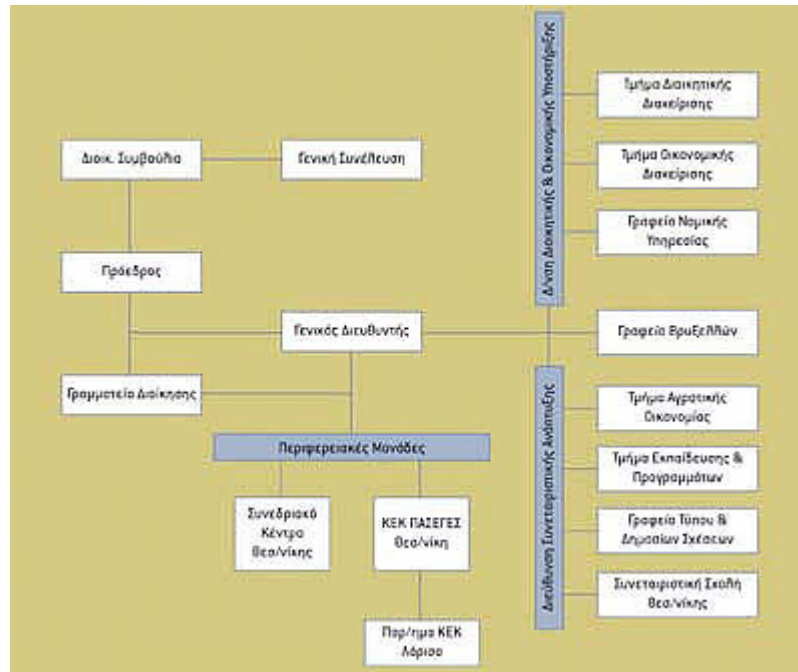 Διοικ. Συμβούλιο
Γενική Συνέλευση
Πρόεδρος
Γενικός Διευθυντής
Γραμματεία Διοίκησης
Περιφερειακές Μονάδες
Συνεδριακό
Κέντρο
Θεσ/νίκης
ΚΕΚ ΠΑΣΕΓΕΣ
Θεσ/νίκη
Παρ/ημα ΚΕΚ
Λάρισα
Δ/νση Διοικητικής & Οικονομικής Υποστήριξης
Τμήμα Διοικητικής
Διαχείρισης
Τμήμα Οικονομικής
Διαχείρισης
Γραφείο Νομικής
Υπηρεσίας
Γραφείο Βρυξελλών
Διεύθυνση Συνεταιριστικής Ανάπτυξης
Τμήμα Αγροτικής
Οικονομίας
Τμήμα Εκπαίδευσης &
Προγραμμάτων
Γραφείο Τύπου &
Δημοσίων Σχέσεων
Συνεταιριστική Σχολή
Θεσ/νίκης